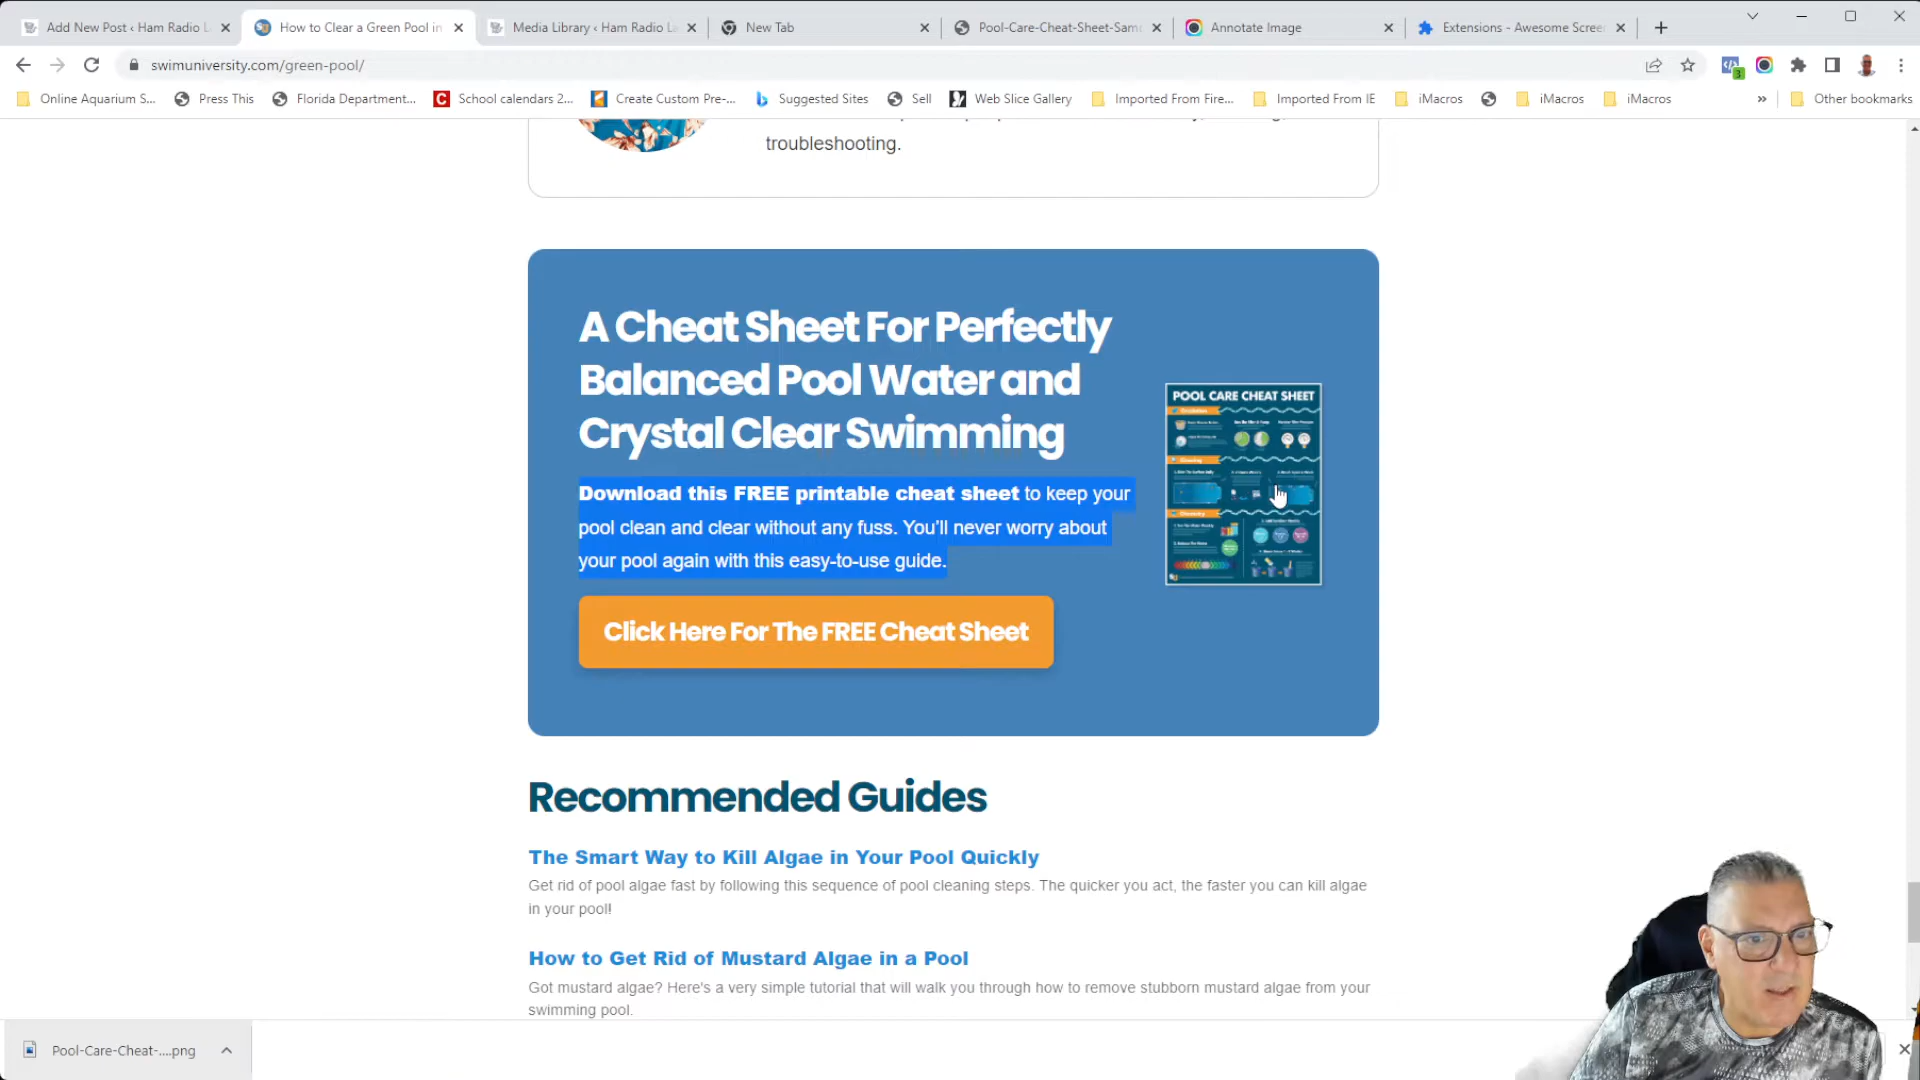 Add New Post ‹ Ham Radio L
How to Clear a Green Pool in
Media Library ‹ Ham Radio La
New Tab
Pool-Care-Cheat-Sheet-Sam
Annotate Image
Extensions - Awesome Scree
swimuniversity.com/green-pool/
3
Online Aquarium S...
Press This
Florida Department...
School calendars 2...
Create Custom Pre-...
Suggested Sites
Sell
Web Slice Gallery
Imported From Fire...
Imported From IE
iMacros
iMacros
iMacros
»
Other bookmarks
troubleshooting.
A Cheat Sheet For Perfectly
Balanced Pool Water and
Crystal Clear Swimming
Download this FREE printable cheat sheet to keep your
pool clean and clear without any fuss. You'll never worry about
your pool again with this easy-to-use guide.
Click Here For The FREE Cheat Sheet
POOL CARE CHEAT SHEET
Recommended Guides
The Smart Way to Kill Algae in Your Pool Quickly
Get rid of pool algae fast by following this sequence of pool cleaning steps. The quicker you act, the faster you can kill algae
in your pool!
How to Get Rid of Mustard Algae in a Pool
Got mustard algae? Here's a very simple tutorial that will walk you through how to remove stubborn mustard algae from your
swimming pool.
Pool-Care-Cheat-....png